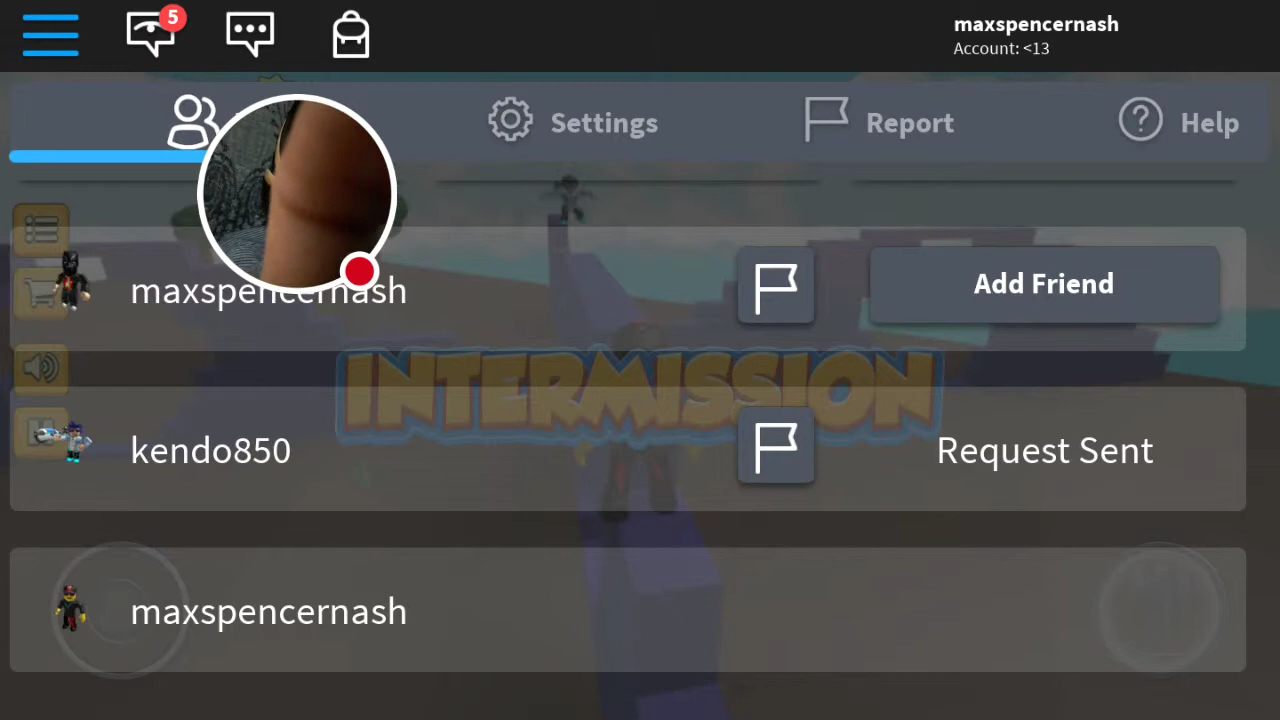 5
maxspencernash
Account: <13
Settings
Report
Help
maxspencernash
Add Friend
INTERMISSION
kendo850
Request Sent
maxspencernash